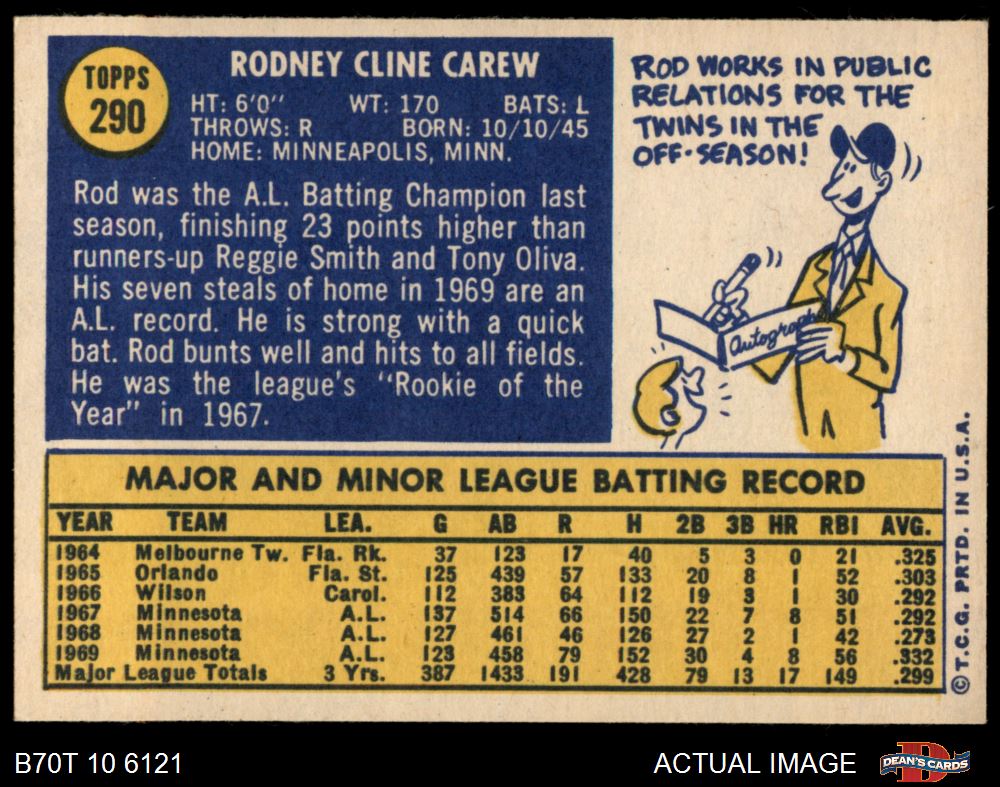 TOPPS
290
RODNEY CLINE CAREW
HT: 6'0" WT: 170 BATS: L
THROWS: R BORN: 10/10/45
HOME: MINNEAPOLIS, MINN.
Rod was the A.L. Batting Champion last
season, finishing 23 points higher than
runners-up Reggie Smith and Tony Oliva.
His seven steals of home in 1969 are an
A.L. record. He is strong with a quick
bat. Rod bunts well and hits to all fields.
He was the league's "Rookie of the
Year" in 1967.
ROD WORKS IN PUBLIC
RELATIONS FOR THE
TWINS IN THE
OFF-SEASON!
Autographs
MAJOR AND MINOR LEAGUE BATTING RECORD
YEAR TEAM LEA. G AB R H 2B 3B HR RBI AVG.
1964 Melbourne Tw. Fla. Rk. 37 123 17 40 5 3 0 21 .325
1965 Orlando Fla. St. 125 439 57 133 20 8 1 52 .303
1966 Wilson Carol. 112 383 64 112 19 3 1 30 .292
1967 Minnesota A.L. 137 514 66 150 22 7 8 51 .292
1968 Minnesota A.L. 127 461 46 126 27 2 1 42 .273
1969 Minnesota A.L. 123 458 79 152 30 4 8 56 .332
Major League Totals 3 Yrs. 387 1433 191 428 79 13 17 149 .299
© T.C.G. PRTD. IN U.S.A.
B70T 10 6121
ACTUAL IMAGE
DEAN'S CARDS